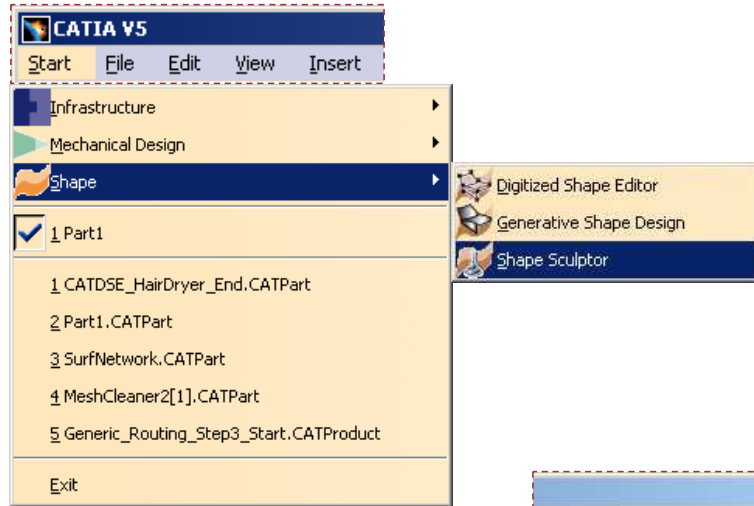 CATIA V5
Start File Edit View Insert
Infrastructure
Mechanical Design
Shape
Digitized Shape Editor
Generative Shape Design
Shape Sculptor
1 Part1
1 CATDSE_HairDryer_End.CATPart
2 Part1.CATPart
3 SurfNetwork.CATPart
4 MeshCleaner2[1].CATPart
5 Generic_Routing_Step3_Start.CATProduct
Exit